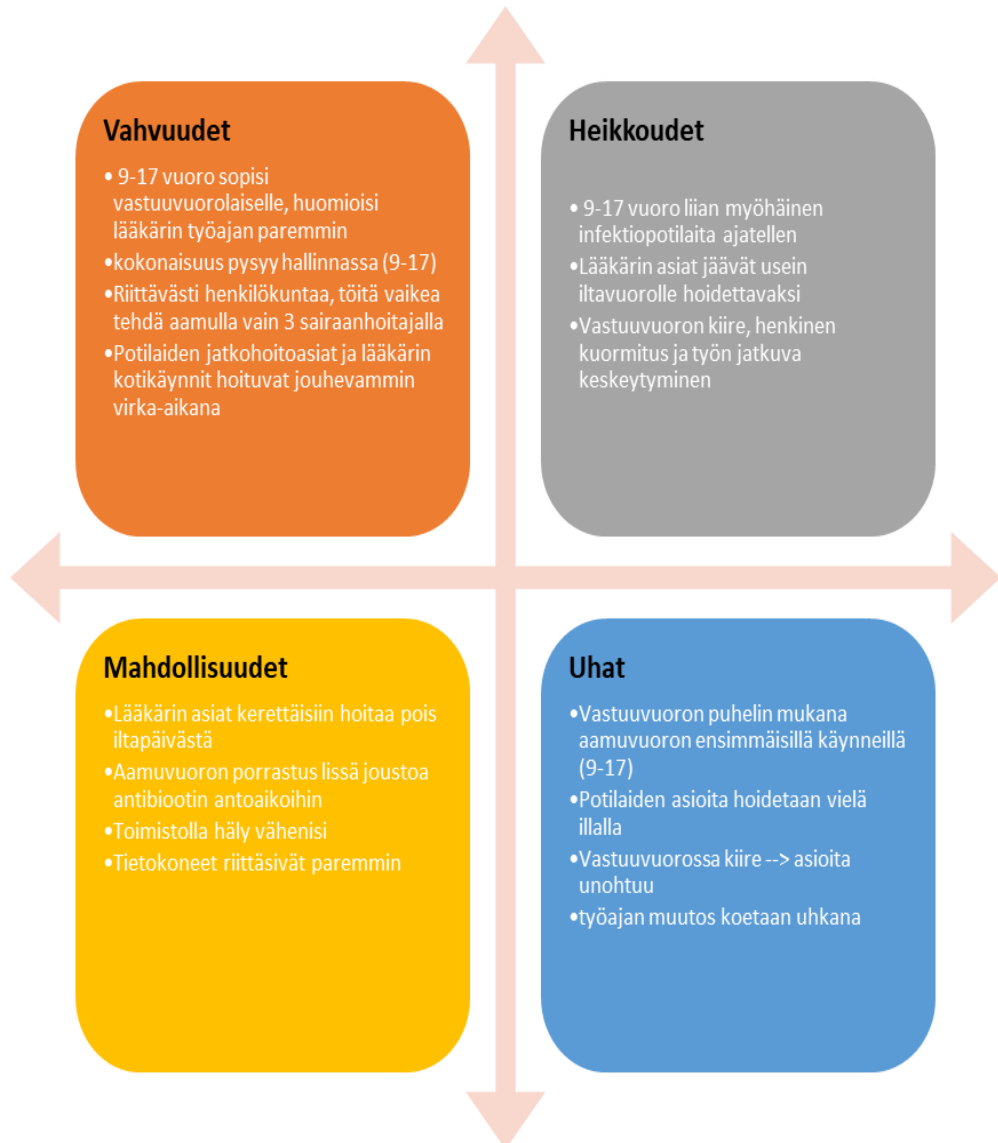 Vahvuudet
• 9-17 vuoro sopisi
vastuuvuorolaiselle, huomioisi
lääkärin työajan paremmin
•kokonaisuus pysyy hallinnassa (9-17)
•Riittävästi henkilökuntaa, töitä vaikea
tehdä aamulla vain 3 sairaanhoitajalla
•Potilaiden jatkohoitoasiat ja lääkärin
kotikäynnit hoituvat jouhevammin
virka-aikana
Heikkoudet
• 9-17 vuoro liian myöhäinen
infektiopotilaita ajatellen
•Lääkärin asiat jäävät usein
iltavuorolle hoidettavaksi
•Vastuuvuoron kiire, henkinen
kuormitus ja työn jatkuva
keskeytyminen
Mahdollisuudet
•Lääkärin asiat kerettäisiin hoitaa pois
iltapäivästä
•Aamuvuoron porrastus lissä joustoa
antibiootin antoaikoihin
•Toimistolla häly vähenisi
•Tietokoneet riittäsivät paremmin
Uhat
•Vastuuvuoron puhelin mukana
aamuvuoron ensimmäisillä käynneillä
(9-17)
•Potilaiden asioita hoidetaan vielä
illalla
•Vastuuvuorossa kiire --> asioita
unohtuu
•työajan muutos koetaan uhkana